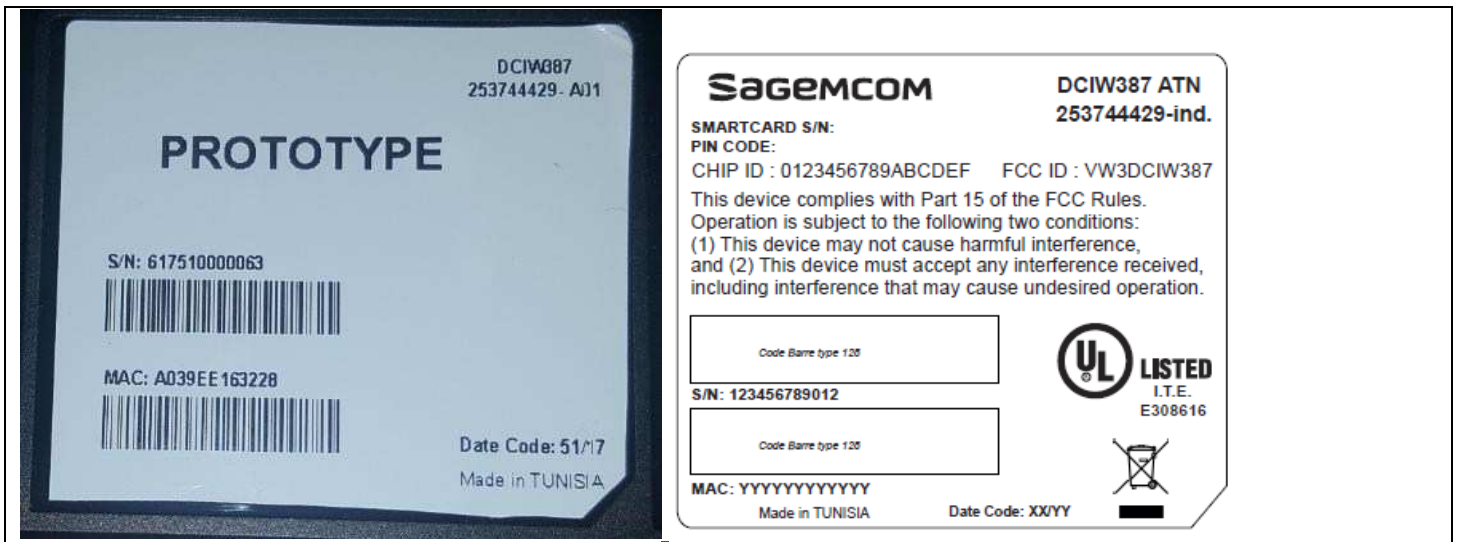 DCIW387
253744429- A01
PROTOTYPE
S/N: 617510000063
MAC: A039EE163228
Date Code: 51/17
Made in TUNISIA
Sagemcom
DCIW387 ATN
253744429-ind.
SMARTCARD S/N:
PIN CODE:
CHIP ID : 0123456789ABCDEF FCC ID : VW3DCIW387
This device complies with Part 15 of the FCC Rules.
Operation is subject to the following two conditions:
(1) This device may not cause harmful interference,
and (2) This device must accept any interference received,
including interference that may cause undesired operation.
Code Barre type 128
S/N: 123456789012
Code Barre type 128
MAC: YYYYYYYYYYYY
Made in TUNISIA
Date Code: XX/YY
UL LISTED
I.T.E.
E308616